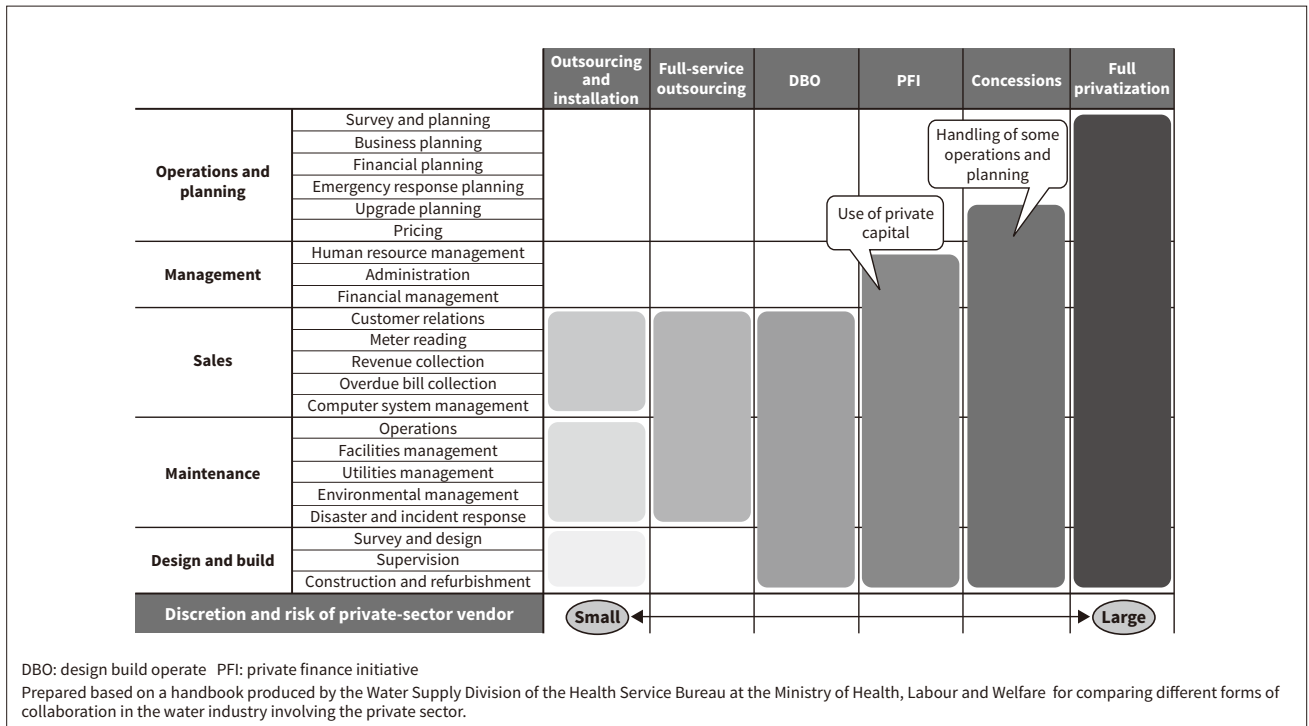 Outsourcing
and
installation
Full-service
outsourcing
DBO
PFI
Concessions
Full
privatization
Operations and
planning
Survey and planning
Business planning
Financial planning
Emergency response planning
Upgrade planning
Pricing
Handling of some
operations and
planning
Use of private
capital
Management
Human resource management
Administration
Financial management
Sales
Customer relations
Meter reading
Revenue collection
Overdue bill collection
Computer system management
Maintenance
Operations
Facilities management
Utilities management
Environmental management
Disaster and incident response
Design and build
Survey and design
Supervision
Construction and refurbishment
Discretion and risk of private-sector vendor
Small
Large
DBO: design build operate PFI: private finance initiative
Prepared based on a handbook produced by the Water Supply Division of the Health Service Bureau at the Ministry of Health, Labour and Welfare for comparing different forms of
collaboration in the water industry involving the private sector.